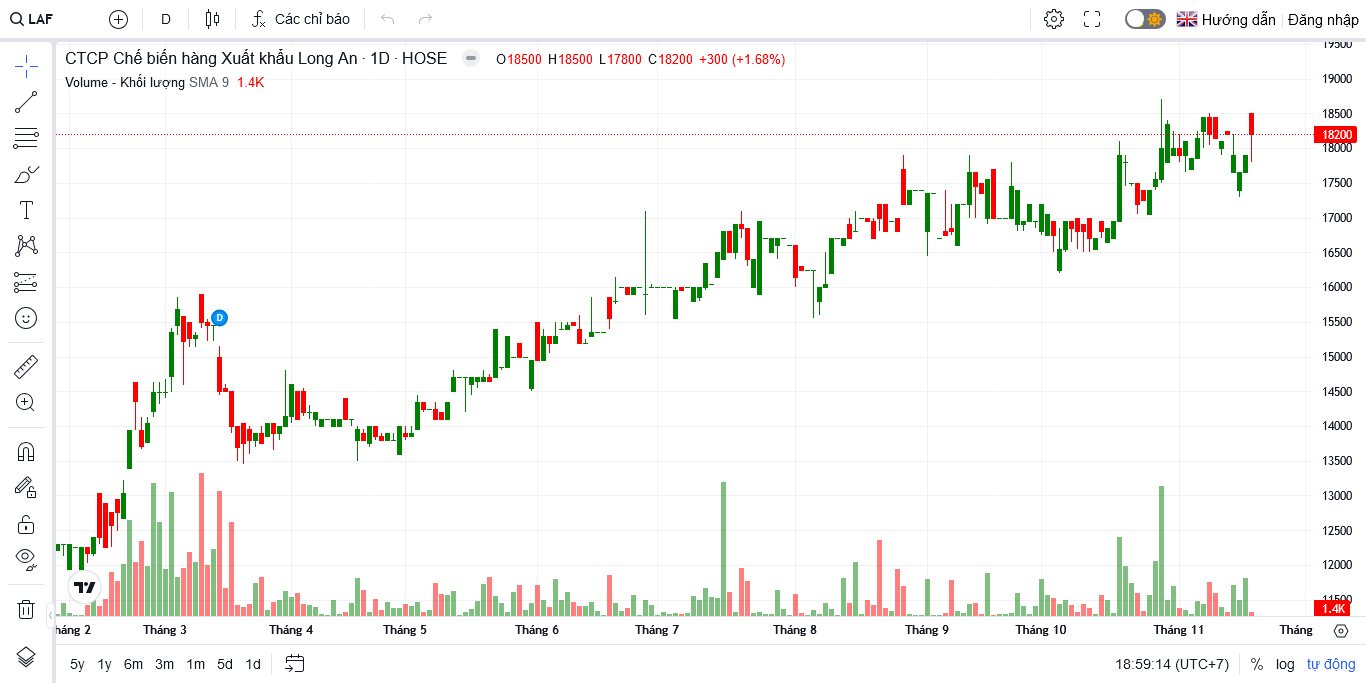 LAF
D
Các chỉ báo
Hướng dẫn
Đăng nhập
CTCP Chế biến hàng Xuất khẩu Long An · 1D · HOSE
O18500 H18500 L17800 C18200 +300 (+1.68%)
Volume - Khối lượng SMA 9 1.4K
19500
19000
18500
18200
18000
17500
17000
16500
16000
15500
15000
14500
14000
13500
13000
12500
12000
11500
1.4K
D
háng 2 Tháng 3 Tháng 4 Tháng 5 Tháng 6 Tháng 7 Tháng 8 Tháng 9 Tháng 10 Tháng 11 Tháng
5y 1y 6m 3m 1m 5d 1d
18:59:14 (UTC+7) % log tự động